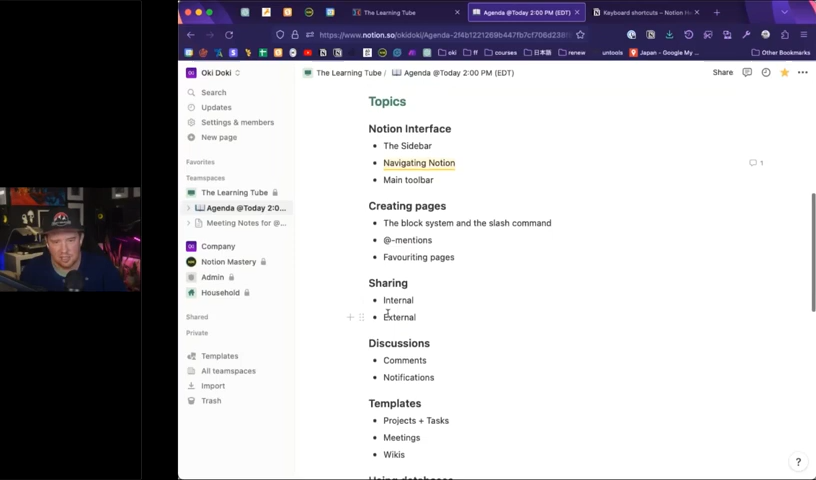 The Learning Tube
Agenda @Today 2:00 PM (EDT)
Keyboard shortcuts – Notion H
https://www.notion.so/okidoki/Agenda-2f4b1221269b447fb7cf706d238
oki
ff
courses
日本語
renew
untools
Japan - Google My ...
Other Bookmarks
Oki Doki
The Learning Tube / Agenda @Today 2:00 PM (EDT)
Share
Search
Updates
Settings & members
New page
Favorites
Teamspaces
The Learning Tube
Agenda @Today 2:0...
Meeting Notes for @...
Company
Notion Mastery
Admin
Household
Shared
Private
Templates
All teamspaces
Import
Trash
Topics
Notion Interface
• The Sidebar
• Navigating Notion
1
• Main toolbar
Creating pages
• The block system and the slash command
• @-mentions
• Favouriting pages
Sharing
• Internal
• External
Discussions
• Comments
• Notifications
Templates
• Projects + Tasks
• Meetings
• Wikis
Using databases
?